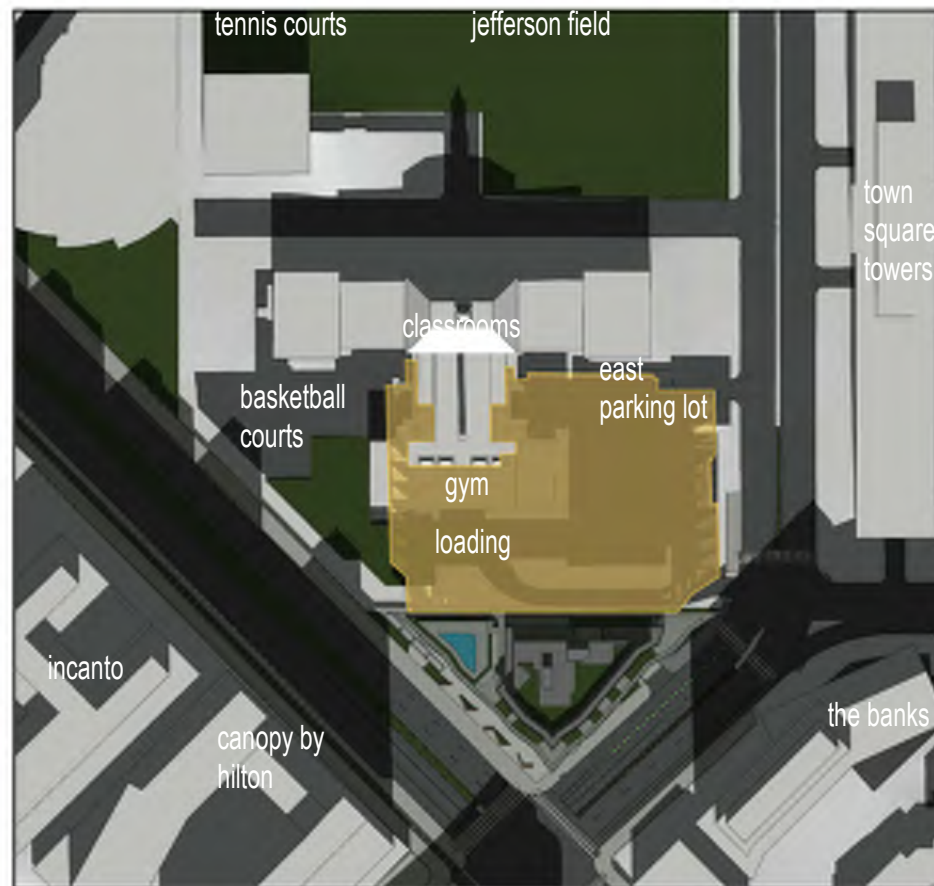 tennis courts
jefferson field
town
square
towers
classrooms
east
parking lot
basketball
courts
gym
loading
incanto
the banks
canopy by
hilton